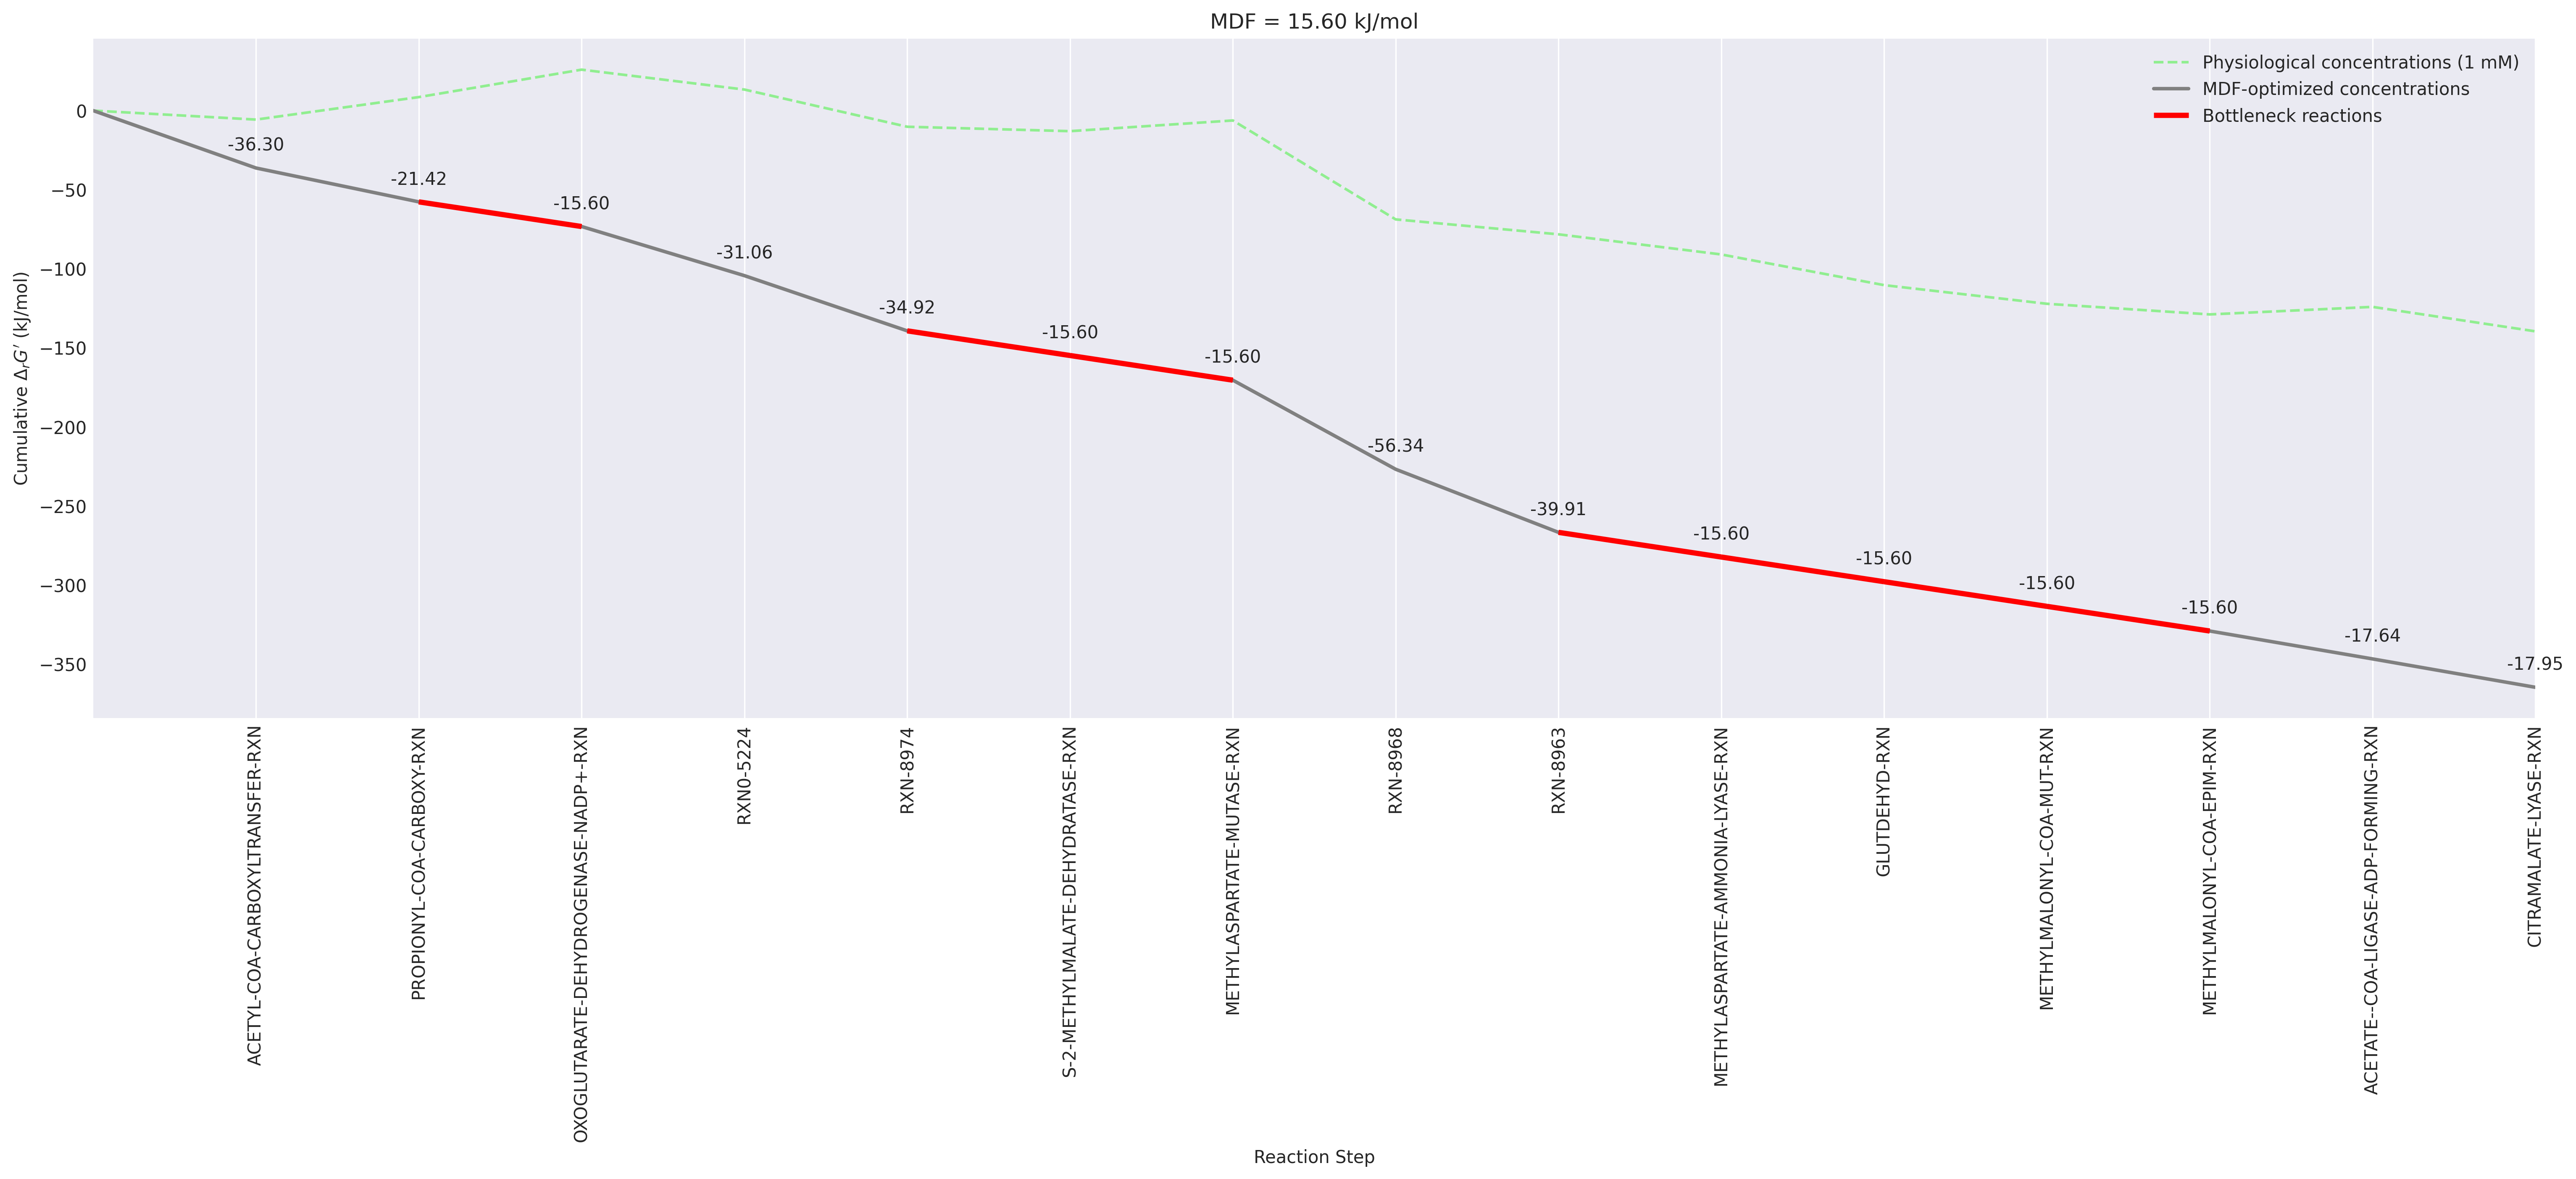 MDF = 15.60 kJ/mol
Physiological concentrations (1 mM)
MDF-optimized concentrations
Bottleneck reactions
Cumulative ΔrG′ (kJ/mol)
0
−50
−100
−150
−200
−250
−300
−350
-36.30
-21.42
-15.60
-31.06
-34.92
-15.60
-15.60
-56.34
-39.91
-15.60
-15.60
-15.60
-15.60
-17.64
-17.95
ACETYL-COA-CARBOXYLTRANSFER-RXN
PROPIONYL-COA-CARBOXY-RXN
OXOGLUTARATE-DEHYDROGENASE-NADP+-RXN
RXN0-5224
RXN-8974
S-2-METHYLMALATE-DEHYDRATASE-RXN
METHYLASPARTATE-MUTASE-RXN
RXN-8968
RXN-8963
METHYLASPARTATE-AMMONIA-LYASE-RXN
GLUTDEHYD-RXN
METHYLMALONYL-COA-MUT-RXN
METHYLMALONYL-COA-EPIM-RXN
ACETATE--COA-LIGASE-ADP-FORMING-RXN
CITRAMALATE-LYASE-RXN
Reaction Step